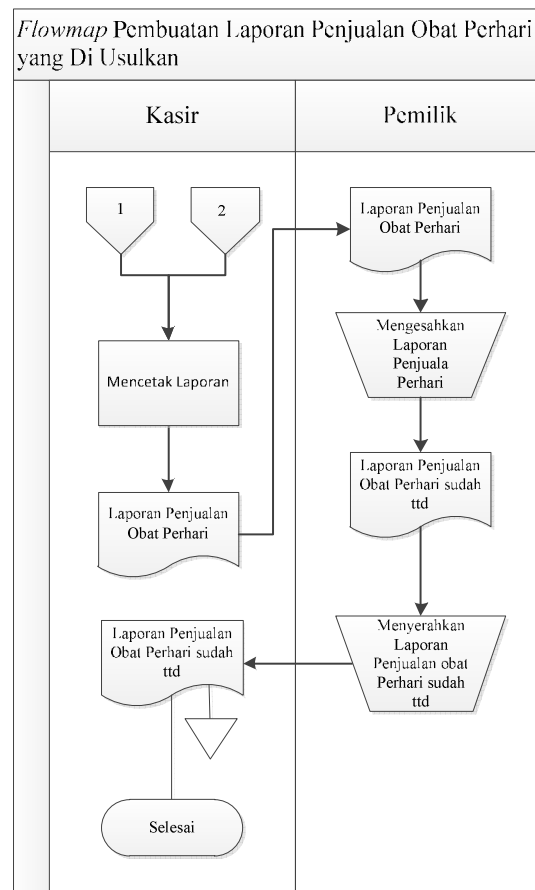 Flowmap Pembuatan Laporan Penjualan Obat Perhari
yang Di Usulkan
Kasir
Pemilik
1
2
Mencetak Laporan
Laporan Penjualan
Obat Perhari
Laporan Penjualan
Obat Perhari
Mengesahkan
Laporan
Penjuala
Perhari
Laporan Penjualan
Obat Perhari sudah
ttd
Menyerahkan
Laporan
Penjualan obat
Perhari sudah
ttd
Laporan Penjualan
Obat Perhari sudah
ttd
Selesai